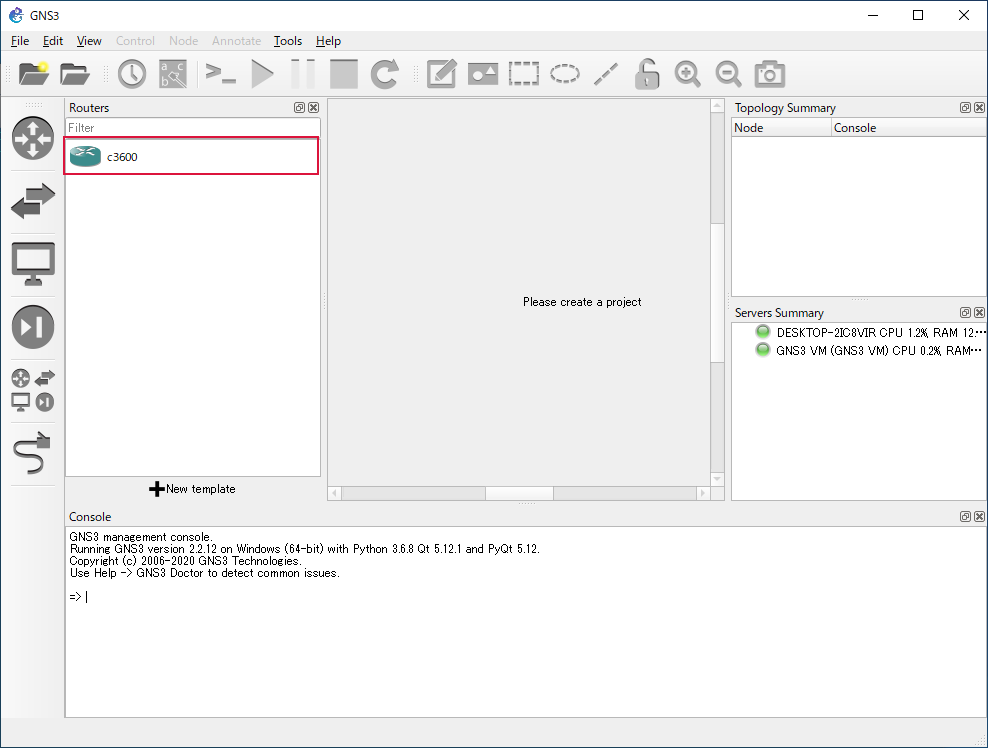 GNS3
File Edit View Control Node Annotate Tools Help
Routers
Filter
c3600
New template
Please create a project
Topology Summary
Node Console
Servers Summary
DESKTOP-2IC8VIR CPU 1.2%, RAM 12.…
GNS3 VM (GNS3 VM) CPU 0.2%, RAM…
Console
GNS3 management console.
Running GNS3 version 2.2.12 on Windows (64-bit) with Python 3.6.8 Qt 5.12.1 and PyQt 5.12.
Copyright (c) 2006-2020 GNS3 Technologies.
Use Help -> GNS3 Doctor to detect common issues.
=>